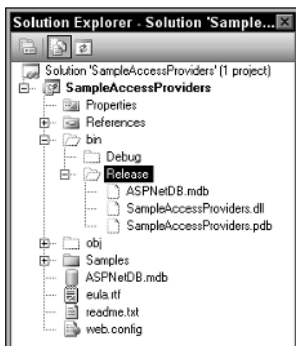 Solution Explorer - Solution 'Sample...
Solution 'SampleAccessProviders' (1 project)
SampleAccessProviders
Properties
References
bin
Debug
Release
ASPNetDB.mdb
SampleAccessProviders.dll
SampleAccessProviders.pdb
obj
Samples
ASPNetDB.mdb
eula.rtf
readme.txt
web.config